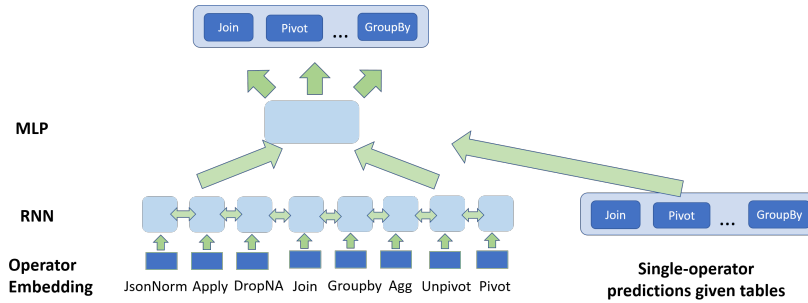 Join Pivot ... GroupBy
MLP
RNN
Join Pivot ... GroupBy
Operator
Embedding
JsonNorm Apply DropNA Join Groupby Agg Unpivot Pivot
Single-operator
predictions given tables